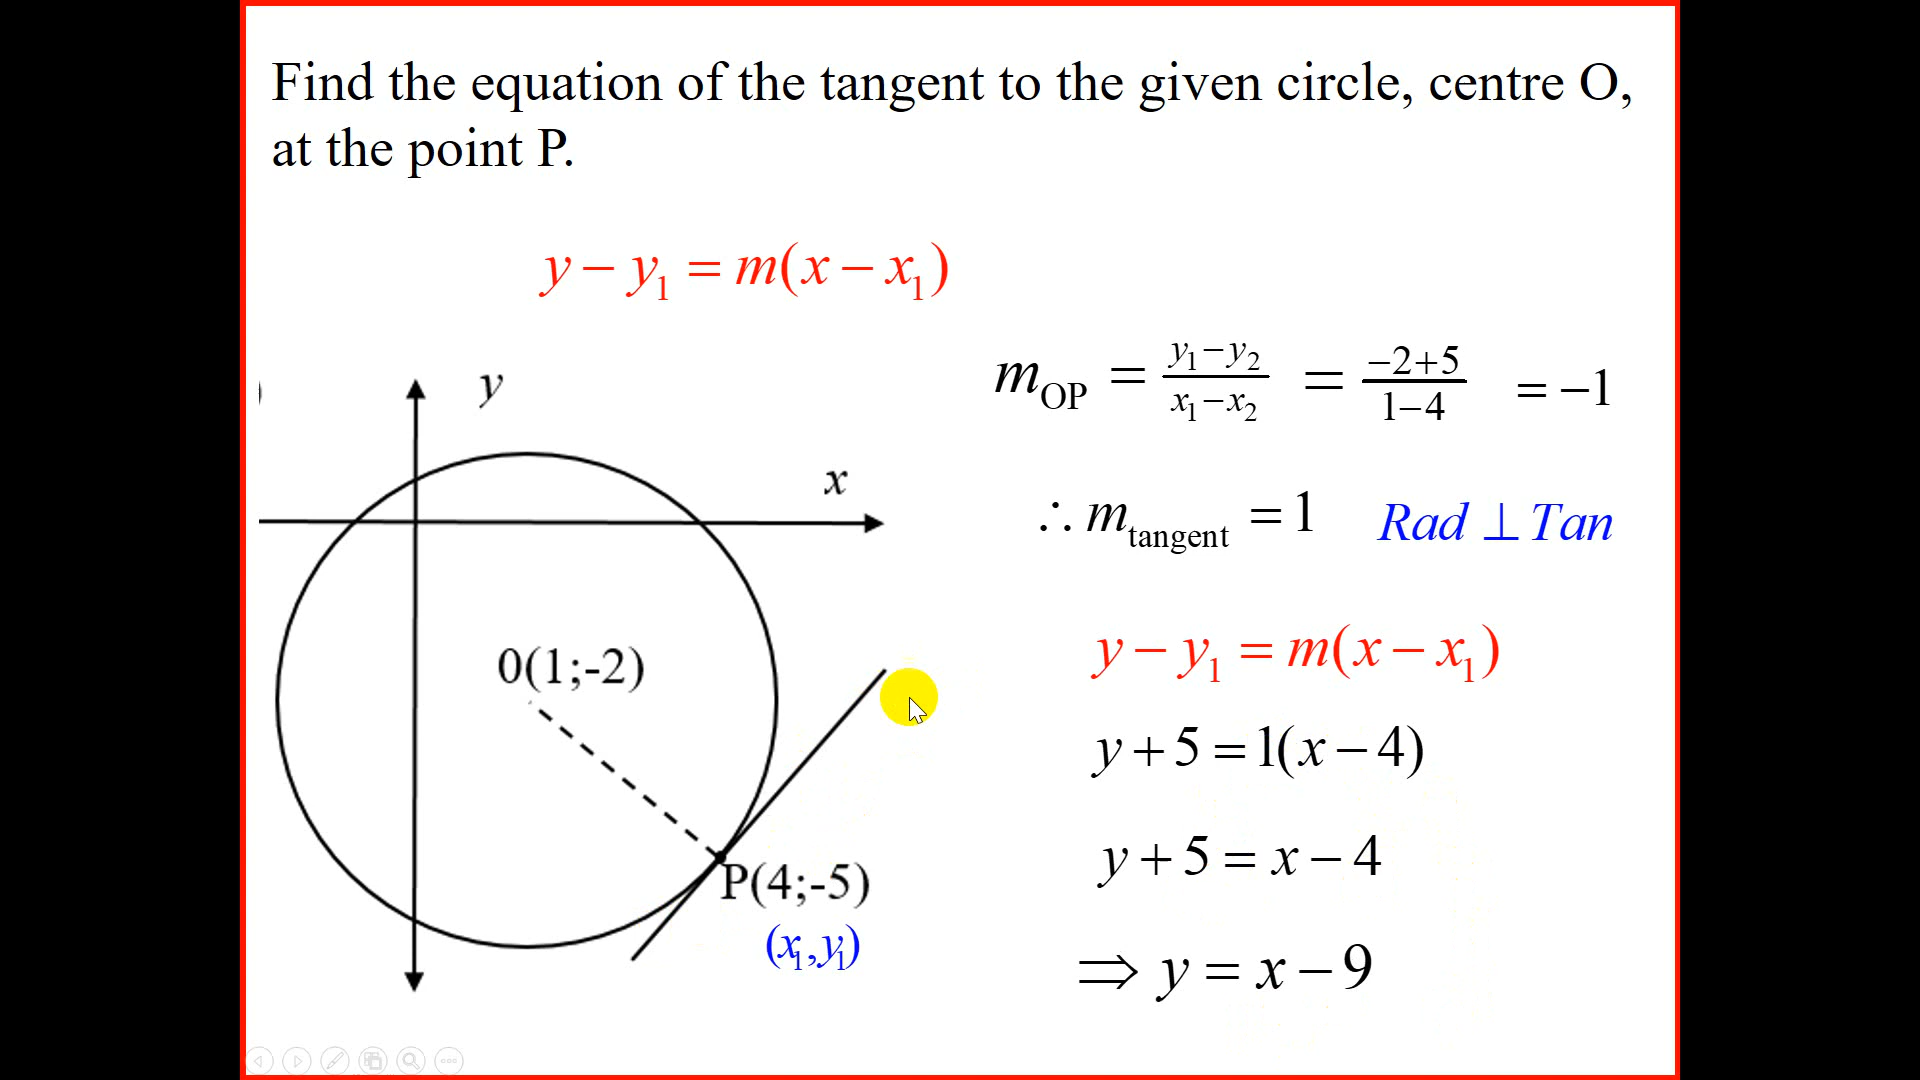 Find the equation of the tangent to the given circle, centre O,
at the point P.
y − y₁ = m(x − x₁)
m_OP = (y₁−y₂)/(x₁−x₂) = (−2+5)/(1−4) = −1
∴ m_tangent = 1 Rad ⊥ Tan
y − y₁ = m(x − x₁)
y + 5 = 1(x − 4)
y + 5 = x − 4
⇒ y = x − 9
y
x
0(1;-2)
P(4;-5)
(x₁,y₁)